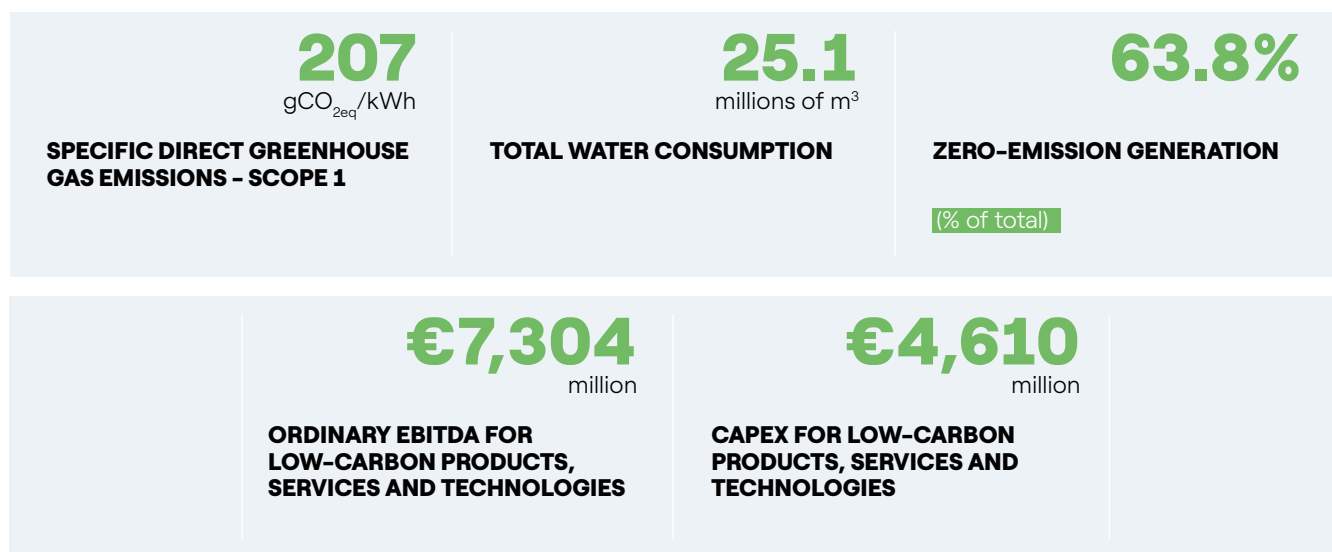 207
gCO2eq/kWh
SPECIFIC DIRECT GREENHOUSE
GAS EMISSIONS – SCOPE 1
25.1
millions of m³
TOTAL WATER CONSUMPTION
63.8%
ZERO-EMISSION GENERATION
(% of total)
€7,304
million
ORDINARY EBITDA FOR
LOW-CARBON PRODUCTS,
SERVICES AND TECHNOLOGIES
€4,610
million
CAPEX FOR LOW-CARBON
PRODUCTS, SERVICES AND
TECHNOLOGIES